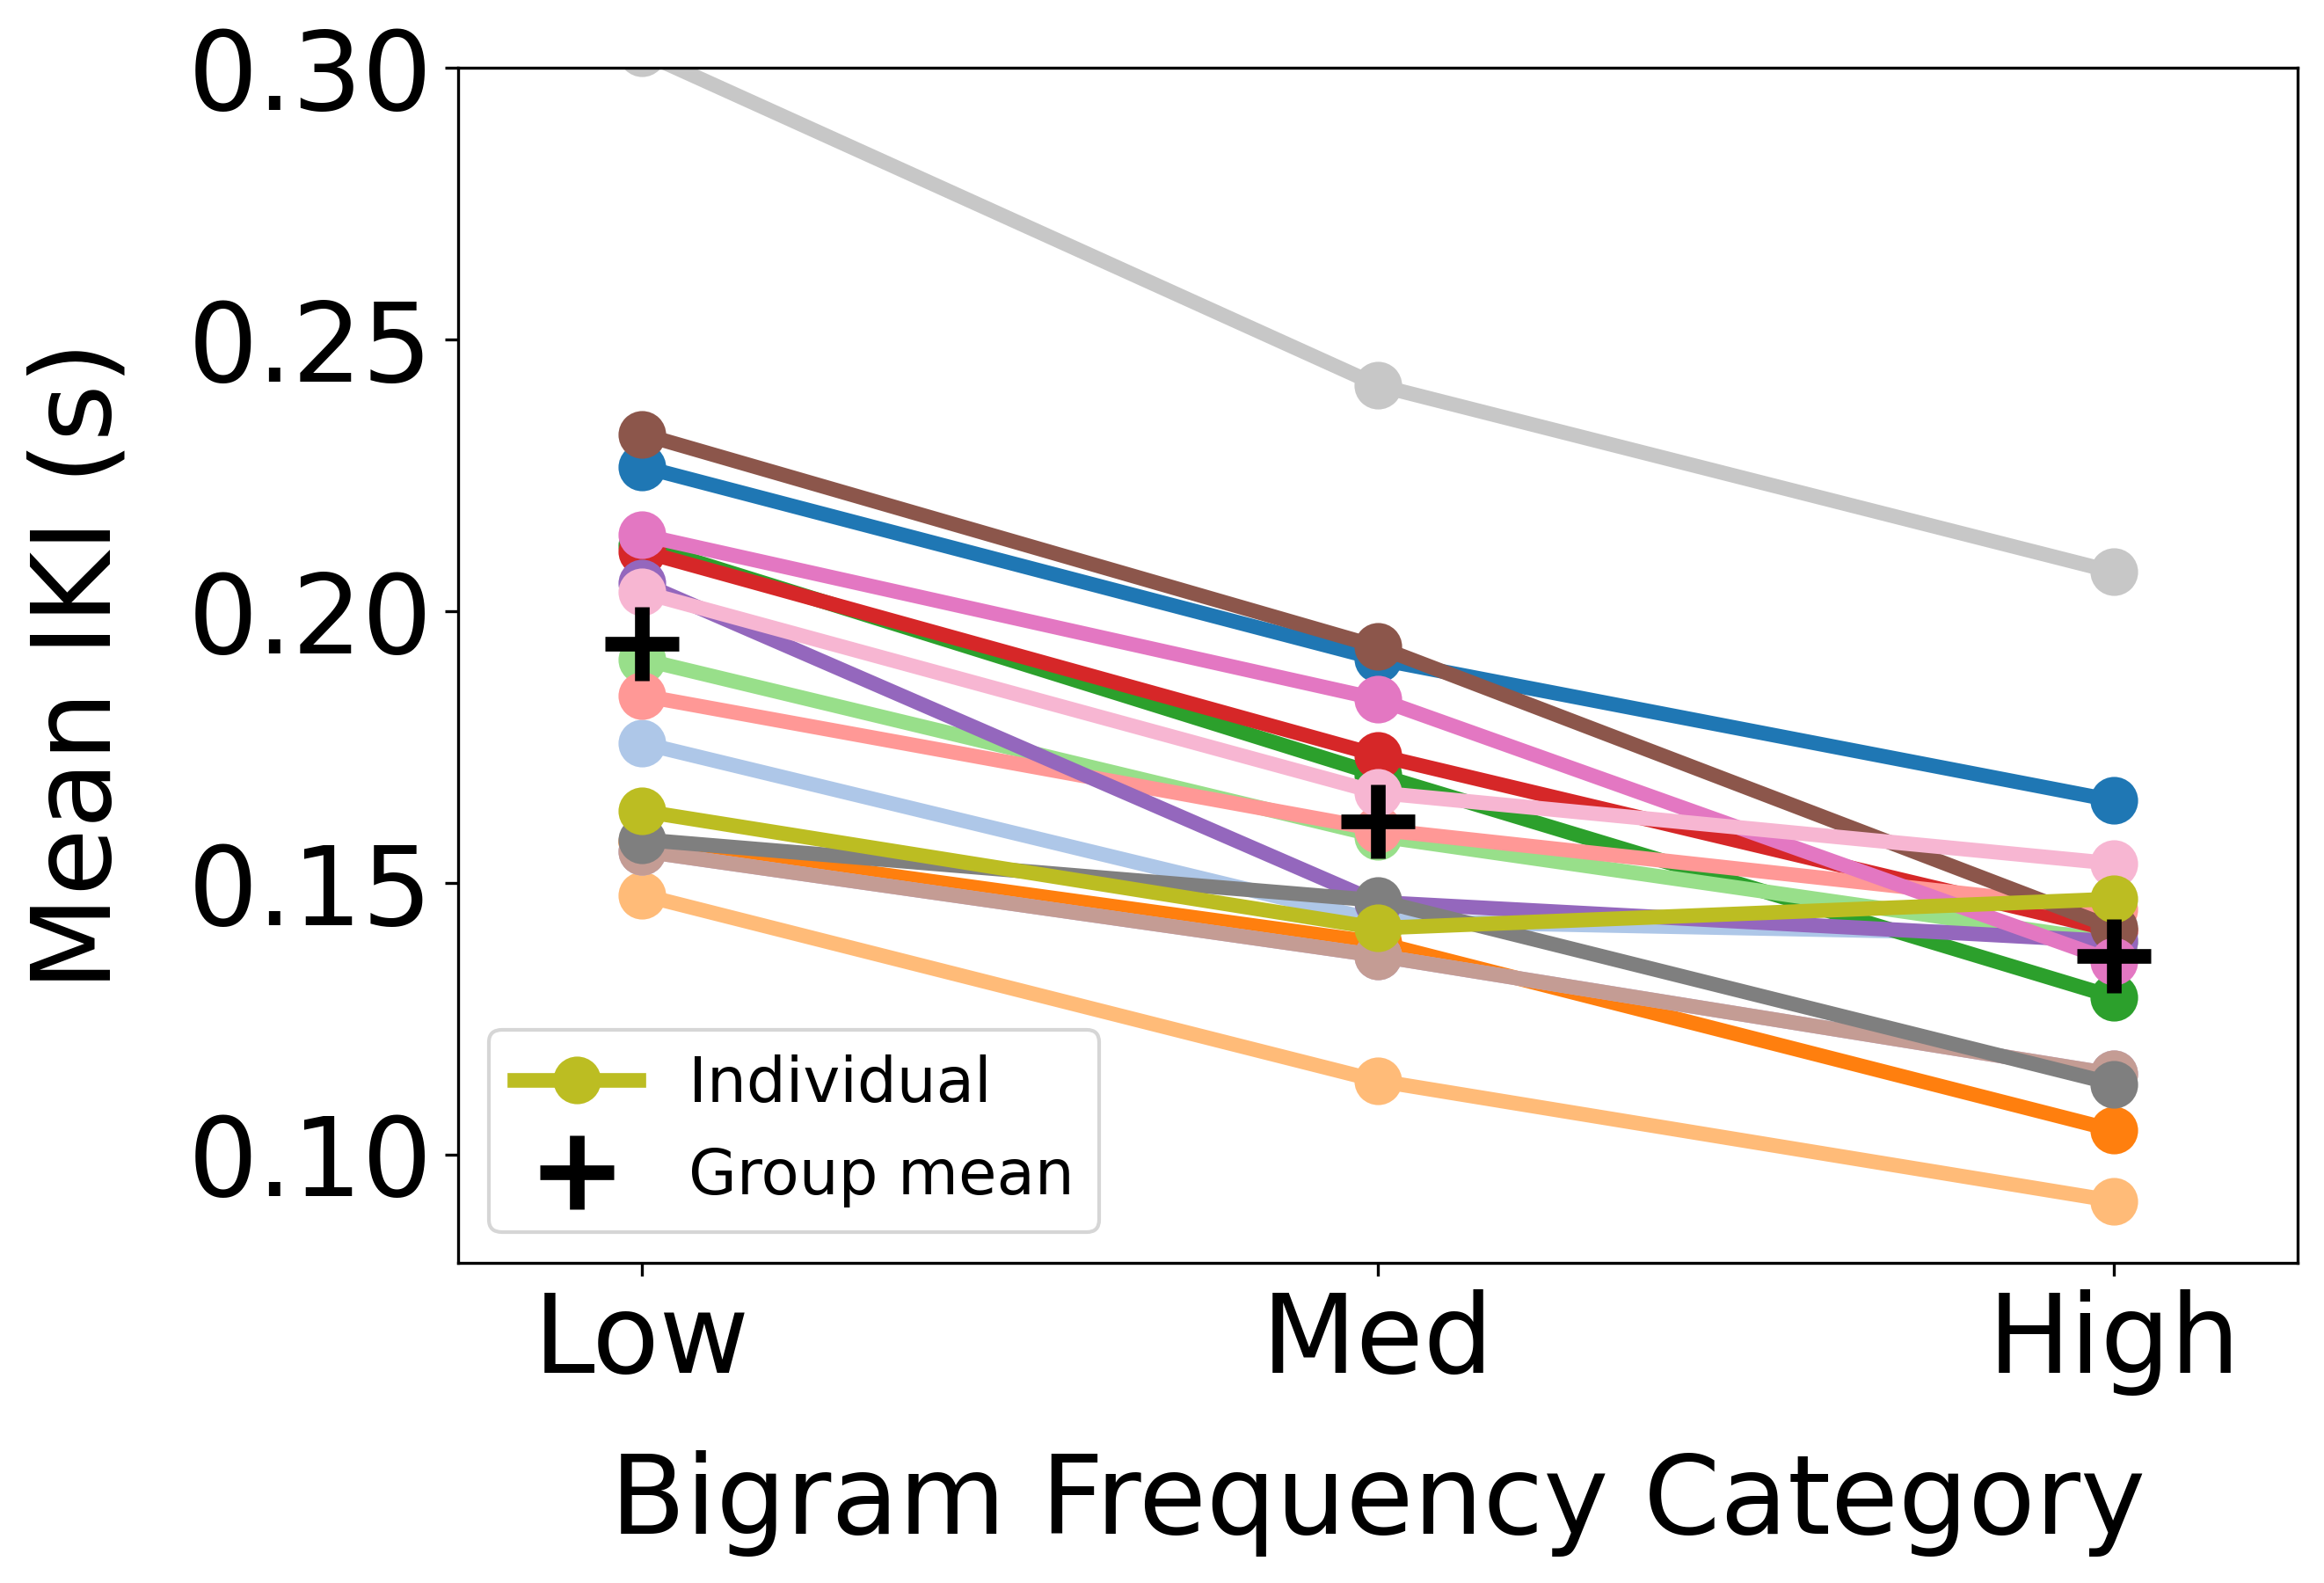 0.30
0.25
0.20
0.15
0.10
Mean IKI (s)
Individual
Group mean
Low Med High
Bigram Frequency Category